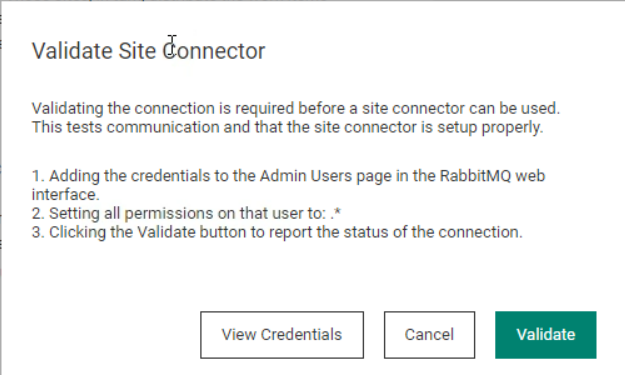 Validate Site Connector
Validating the connection is required before a site connector can be used.
This tests communication and that the site connector is setup properly.
1. Adding the credentials to the Admin Users page in the RabbitMQ web
interface.
2. Setting all permissions on that user to: .*
3. Clicking the Validate button to report the status of the connection.
View Credentials
Cancel
Validate